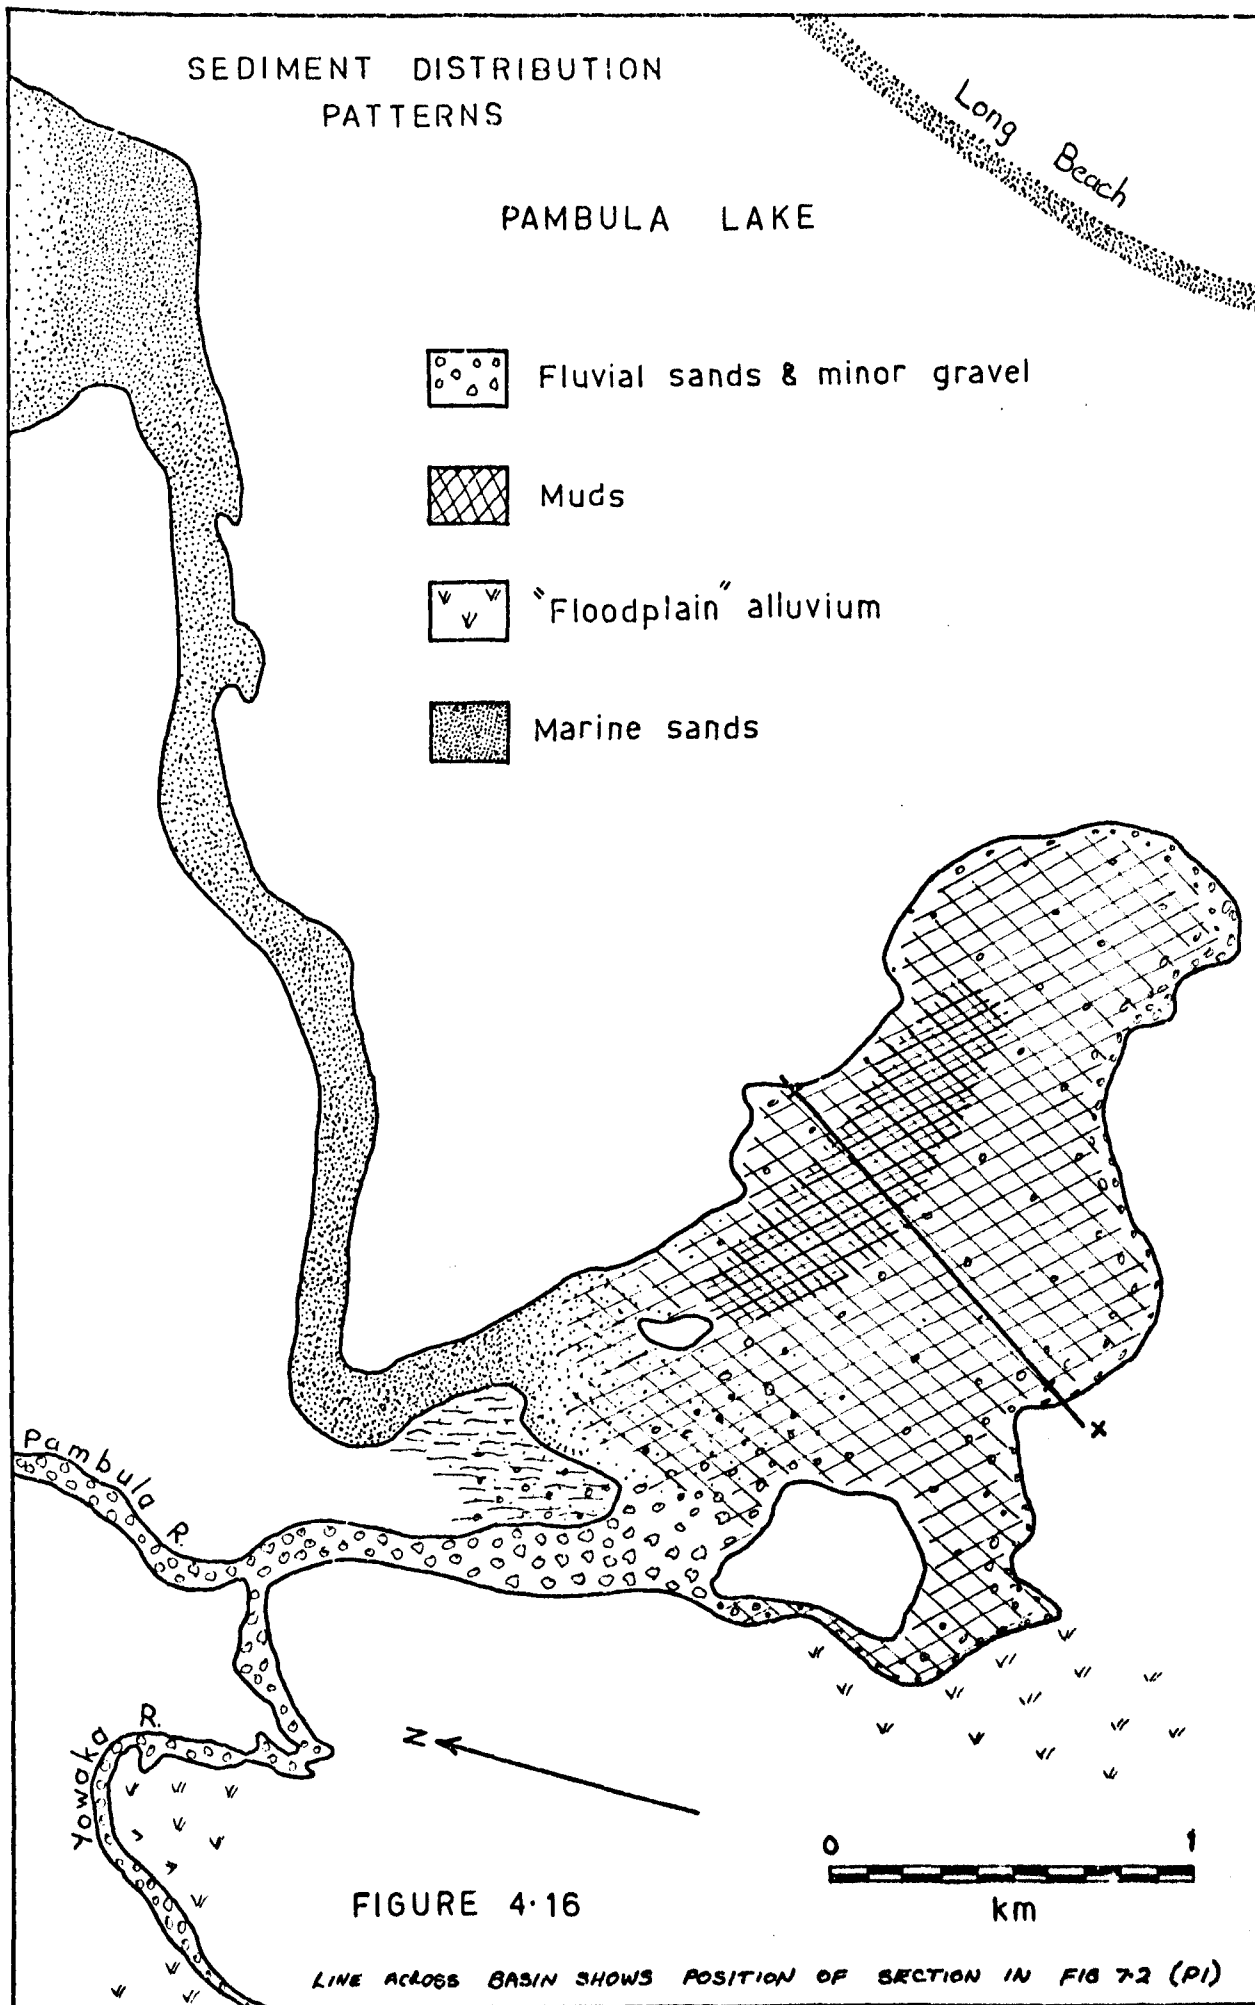 SEDIMENT DISTRIBUTION
PATTERNS
Long Beach
PAMBULA LAKE
Fluvial sands & minor gravel
Muds
"Floodplain" alluvium
Marine sands
x
Pambula R.
Yowaka R.
N
0 1
km
FIGURE 4·16
LINE ACROSS BASIN SHOWS POSITION OF SECTION IN FIG 7·2 (P1)